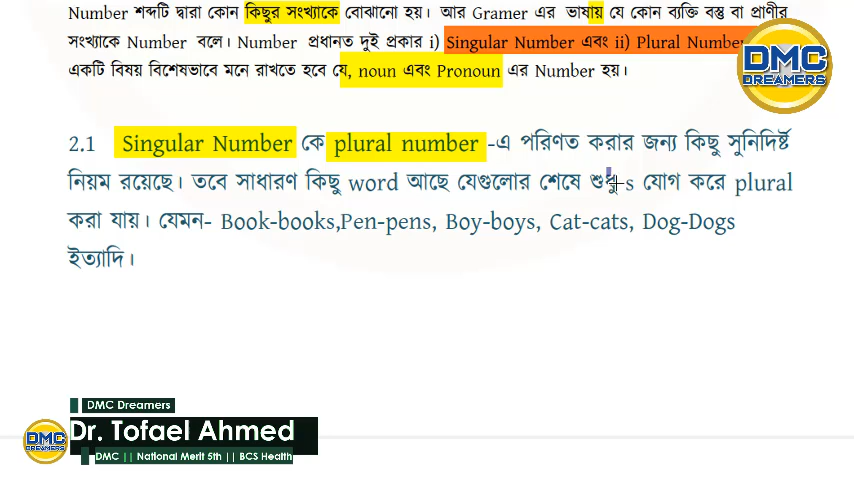 Number শব্দটি দ্বারা কোন কিছুর সংখ্যাকে বোঝানো হয়। আর Gramer এর ভাষায় যে কোন ব্যক্তি বস্তু বা প্রাণীর
সংখ্যাকে Number বলে। Number প্রধানত দুই প্রকার i) Singular Number এবং ii) Plural Number
একটি বিষয় বিশেষভাবে মনে রাখতে হবে যে, noun এবং Pronoun এর Number হয়।
DMC
DREAMERS
2.1 Singular Number কে plural number -এ পরিণত করার জন্য কিছু সুনিদির্ষ্ট
নিয়ম রয়েছে। তবে সাধারণ কিছু word আছে যেগুলোর শেষে শুধু s যোগ করে plural
করা যায়। যেমন- Book-books,Pen-pens, Boy-boys, Cat-cats, Dog-Dogs
ইত্যাদি।
DMC Dreamers
Dr. Tofael Ahmed
DMC || National Merit 5th || BCS Health
DMC
DREAMERS